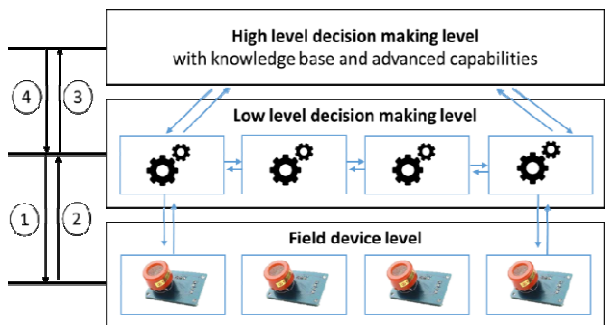 High level decision making level
with knowledge base and advanced capabilities
4
3
Low level decision making level
1
2
Field device level